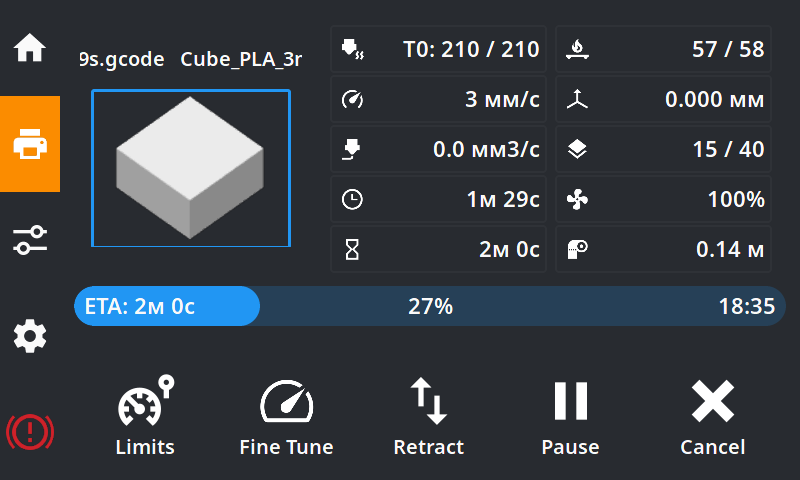 9s.gcode Cube_PLA_3r
T0: 210 / 210
57 / 58
3 мм/с
0.000 мм
0.0 мм3/с
15 / 40
1м 29с
100%
2м 0с
0.14 м
ETA: 2м 0с 27% 18:35
Limits Fine Tune Retract Pause Cancel